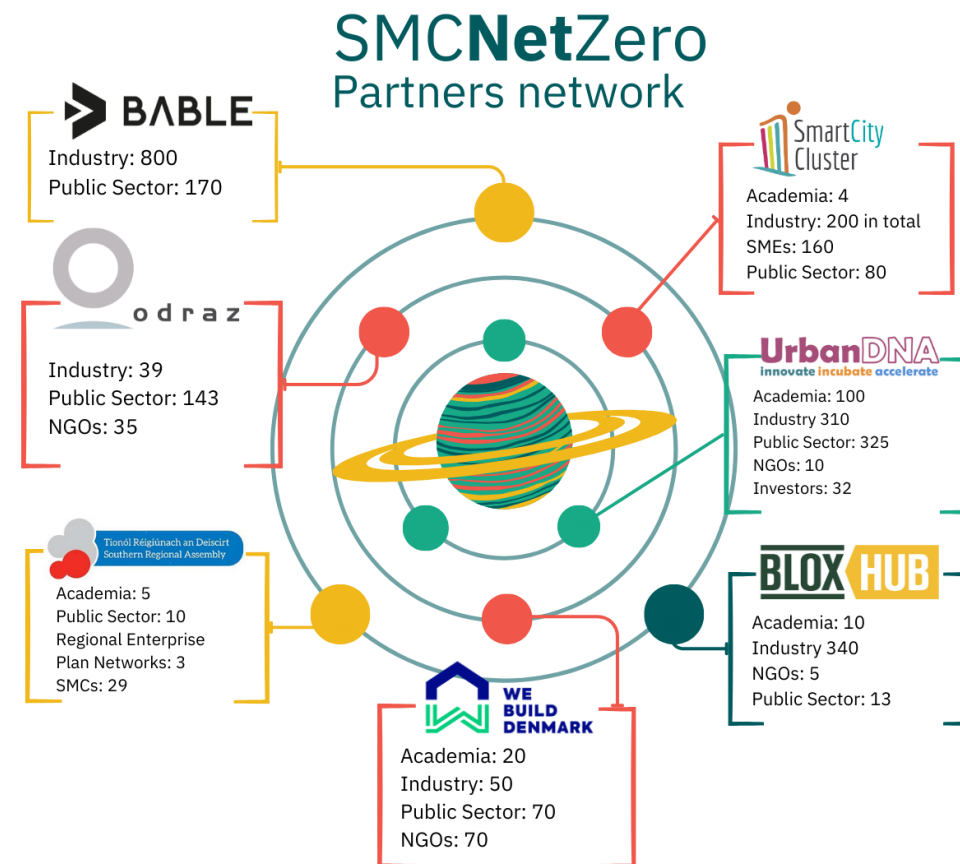 SMCNetZero
Partners network
BABLE
Industry: 800
Public Sector: 170
SmartCity
Cluster
Academia: 4
Industry: 200 in total
SMEs: 160
Public Sector: 80
odraz
Industry: 39
Public Sector: 143
NGOs: 35
UrbanDNA
innovate incubate accelerate
Academia: 100
Industry 310
Public Sector: 325
NGOs: 10
Investors: 32
Tionól Réigiúnach an Deiscirt
Southern Regional Assembly
Academia: 5
Public Sector: 10
Regional Enterprise
Plan Networks: 3
SMCs: 29
BLOXHUB
Academia: 10
Industry 340
NGOs: 5
Public Sector: 13
WE
BUILD
DENMARK
Academia: 20
Industry: 50
Public Sector: 70
NGOs: 70